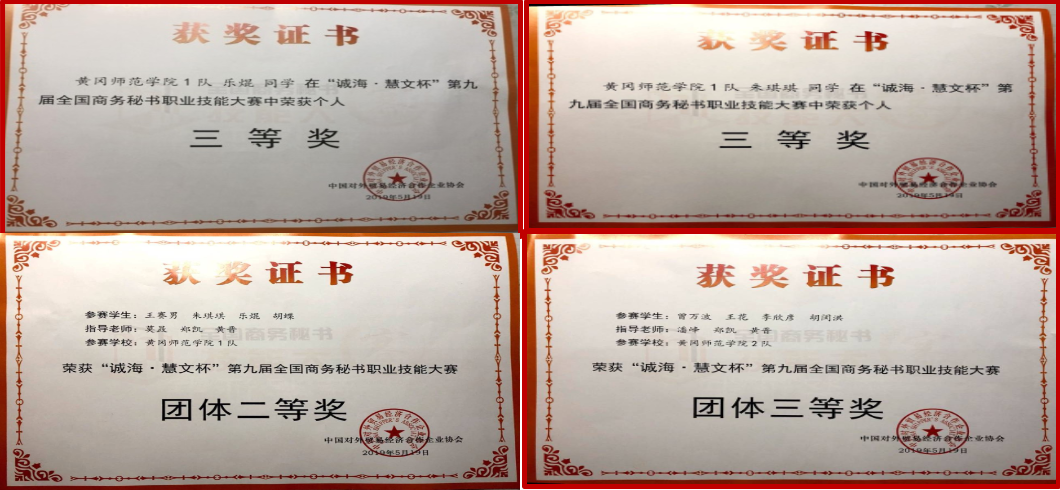 获奖证书
黄冈师范学院1队 乐焜 同学 在“诚海·慧文杯”第九
届全国商务秘书职业技能大赛中荣获个人
三等奖
中国对外贸易经济合作企业协会
2019年5月19日
获奖证书
黄冈师范学院1队 朱琪琪 同学 在“诚海·慧文杯”第
九届全国商务秘书职业技能大赛中荣获个人
三等奖
中国对外贸易经济合作企业协会
2019年5月19日
获奖证书
参赛学生：王赛男 朱琪琪 乐焜 胡蝶
指导老师：莫磊 郑凯 黄晋
参赛学校：黄冈师范学院1队
荣获“诚海·慧文杯”第九届全国商务秘书职业技能大赛
团体二等奖
中国对外贸易经济合作企业协会
2019年5月19日
获奖证书
参赛学生：曾万波 王花 李欣彦 胡闰淇
指导老师：潘峰 郑凯 黄晋
参赛学校：黄冈师范学院2队
荣获“诚海·慧文杯”第九届全国商务秘书职业技能大赛
团体三等奖
中国对外贸易经济合作企业协会
2019年5月19日